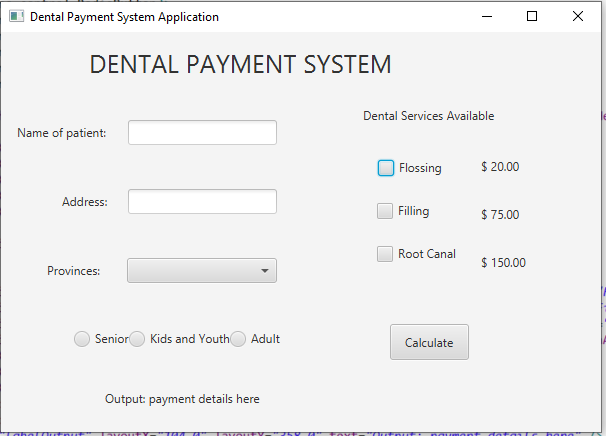 Dental Payment System Application
DENTAL PAYMENT SYSTEM
Dental Services Available
Name of patient:
Flossing $ 20.00
Address:
Filling $ 75.00
Root Canal $ 150.00
Provinces:
Senior Kids and Youth Adult
Calculate
Output: payment details here